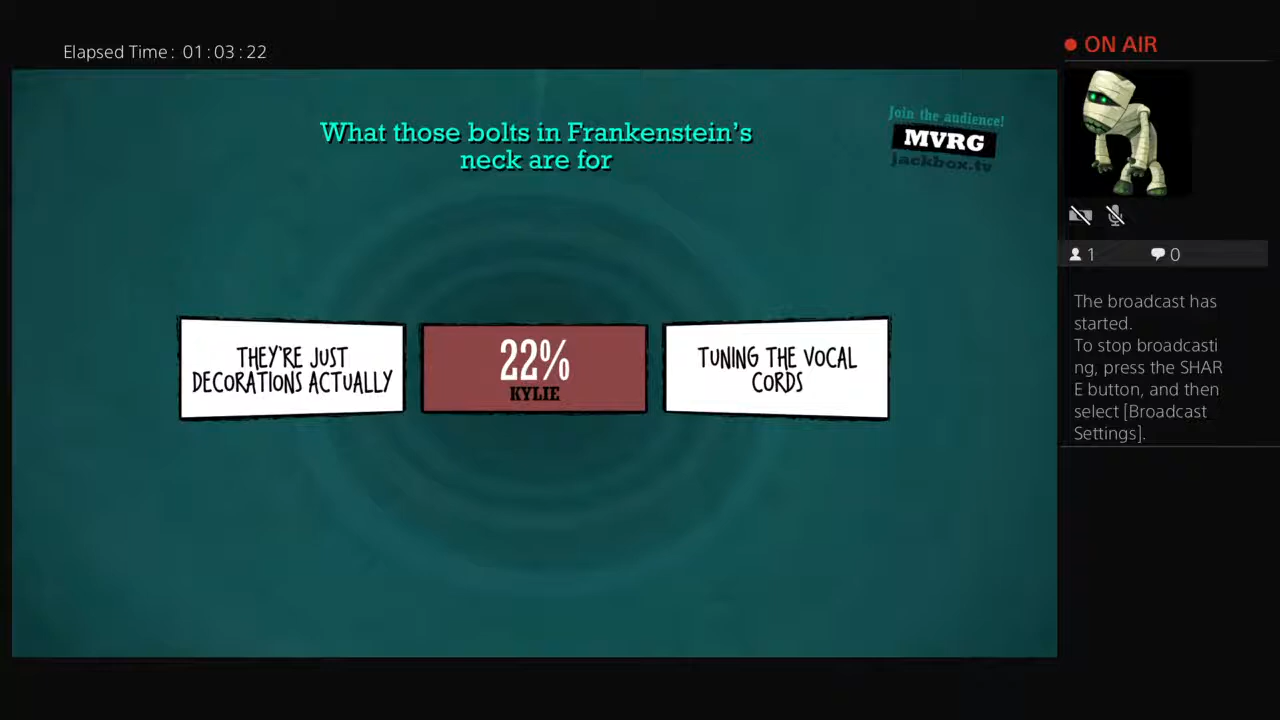 Elapsed Time: 01:03:22
ON AIR
What those bolts in Frankenstein's
neck are for
Join the audience!
MVRG
jackbox.tv
1
0
The broadcast has
started.
To stop broadcasti
ng, press the SHAR
E button, and then
select [Broadcast
Settings].
THEY'RE JUST
DECORATIONS ACTUALLY
22%
KYLIE
TUNING THE VOCAL
CORDS